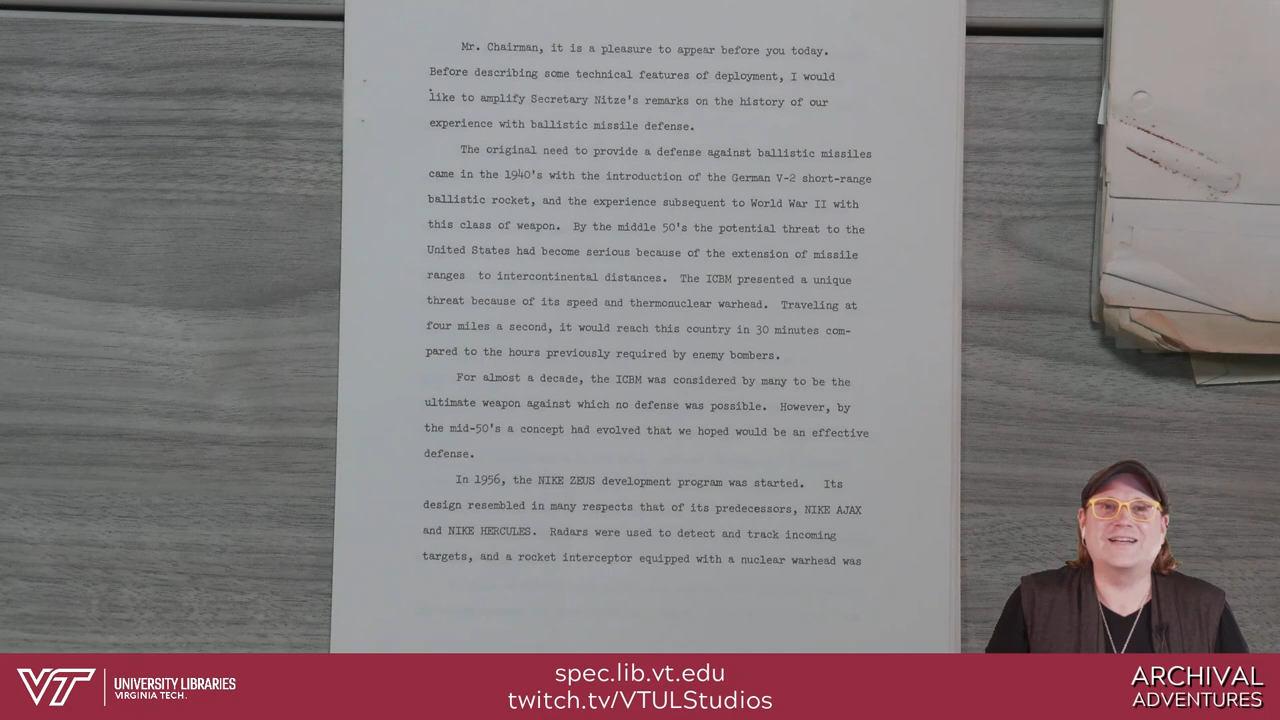 Mr. Chairman, it is a pleasure to appear before you today.
Before describing some technical features of deployment, I would
like to amplify Secretary Nitze's remarks on the history of our
experience with ballistic missile defense.
The original need to provide a defense against ballistic missiles
came in the 1940's with the introduction of the German V-2 short-range
ballistic rocket, and the experience subsequent to World War II with
this class of weapon. By the middle 50's the potential threat to the
United States had become serious because of the extension of missile
ranges to intercontinental distances. The ICBM presented a unique
threat because of its speed and thermonuclear warhead. Traveling at
four miles a second, it would reach this country in 30 minutes com-
pared to the hours previously required by enemy bombers.
For almost a decade, the ICBM was considered by many to be the
ultimate weapon against which no defense was possible. However, by
the mid-50's a concept had evolved that we hoped would be an effective
defense.
In 1956, the NIKE ZEUS development program was started. Its
design resembled in many respects that of its predecessors, NIKE AJAX
and NIKE HERCULES. Radars were used to detect and track incoming
targets, and a rocket interceptor equipped with a nuclear warhead was
VT
UNIVERSITY LIBRARIES
VIRGINIA TECH.
spec.lib.vt.edu
twitch.tv/VTULStudios
ARCHIVAL
ADVENTURES